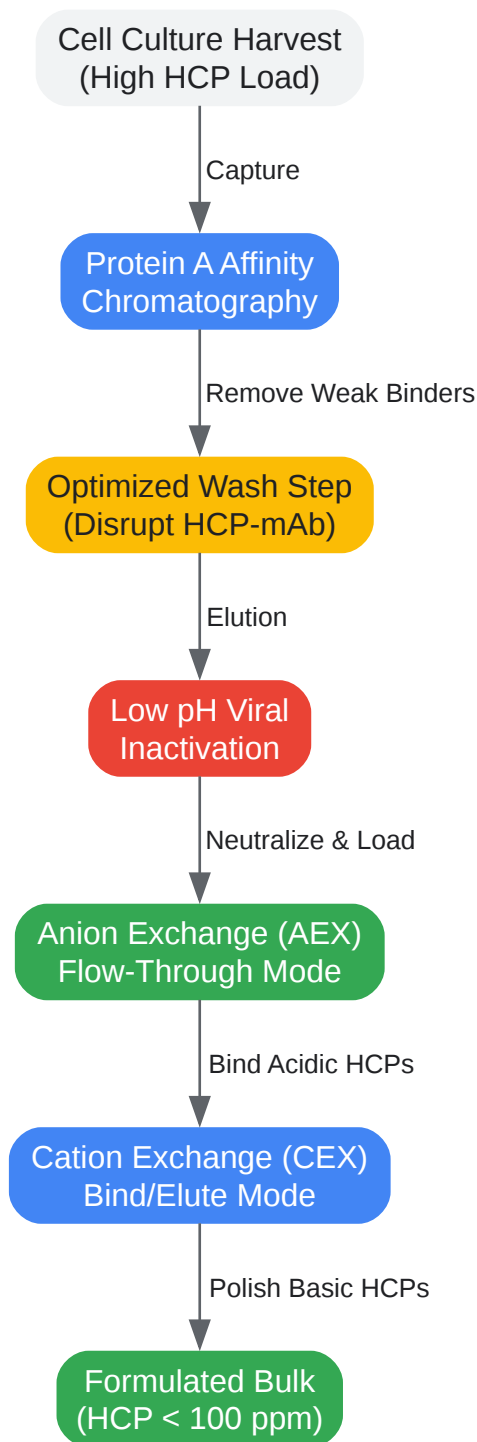 Cell Culture Harvest
(High HCP Load)
Capture
Protein A Affinity
Chromatography
Remove Weak Binders
Optimized Wash Step
(Disrupt HCP-mAb)
Elution
Low pH Viral
Inactivation
Neutralize & Load
Anion Exchange (AEX)
Flow-Through Mode
Bind Acidic HCPs
Cation Exchange (CEX)
Bind/Elute Mode
Polish Basic HCPs
Formulated Bulk
(HCP < 100 ppm)